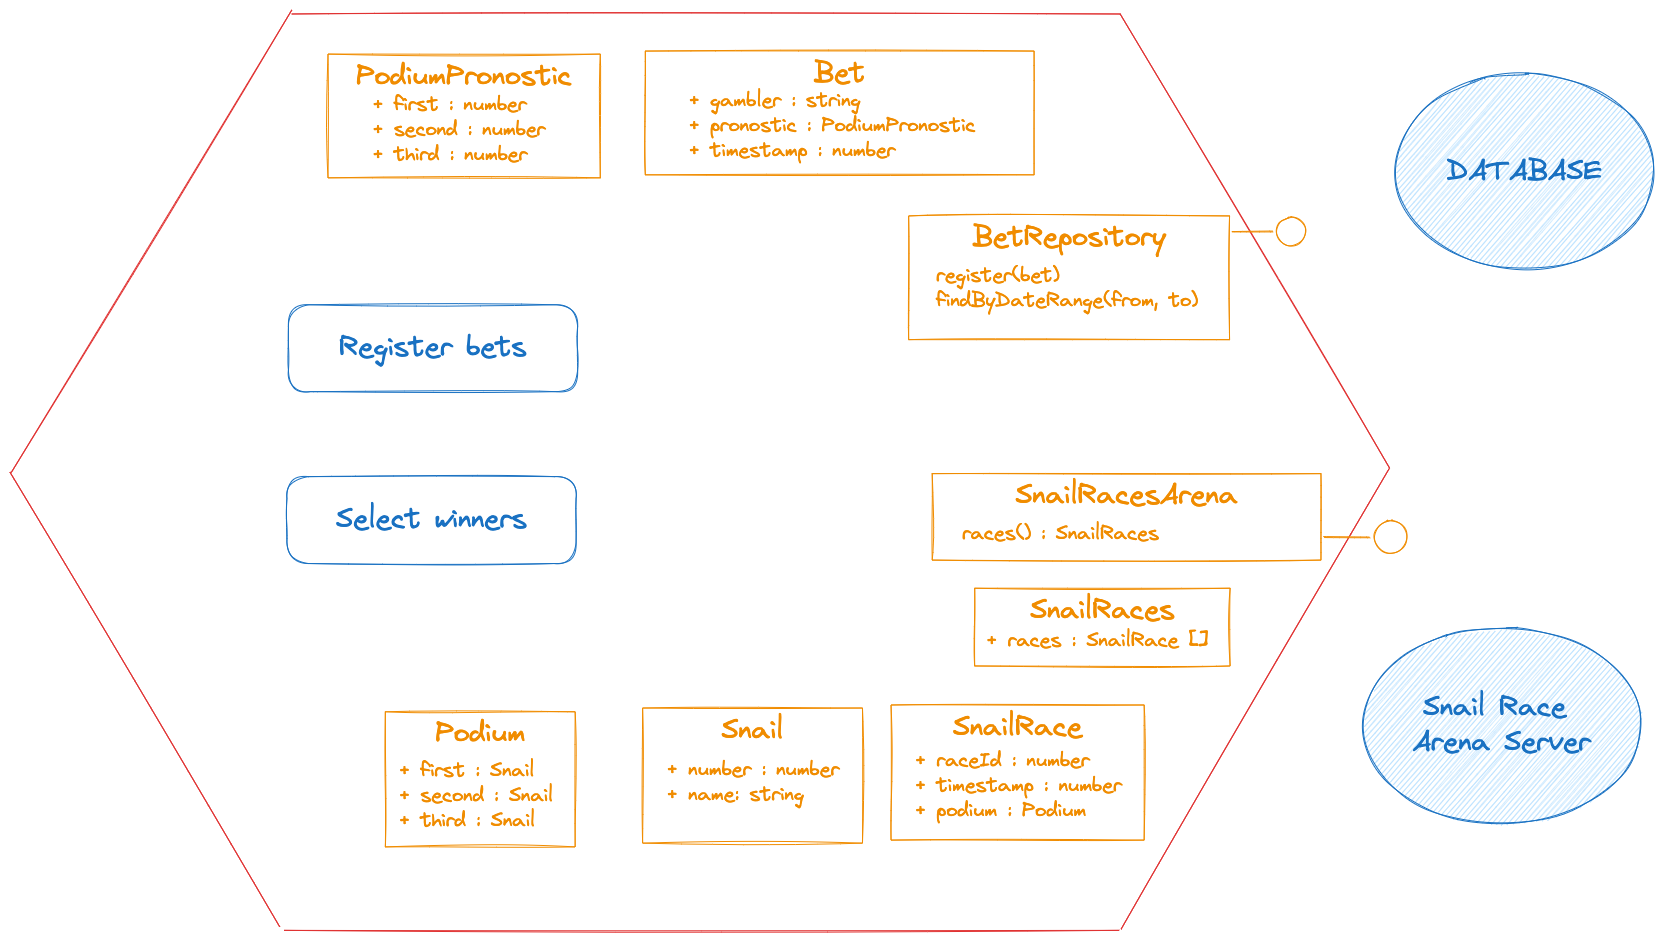 PodiumPronostic
+ first : number
+ second : number
+ third : number
Bet
+ gambler : string
+ pronostic : PodiumPronostic
+ timestamp : number
DATABASE
BetRepository
register(bet)
findByDateRange(from, to)
Register bets
Select winners
SnailRacesArena
races() : SnailRaces
SnailRaces
+ races : SnailRace []
Podium
+ first : Snail
+ second : Snail
+ third : Snail
Snail
+ number : number
+ name: string
SnailRace
+ raceId : number
+ timestamp : number
+ podium : Podium
Snail Race
Arena Server